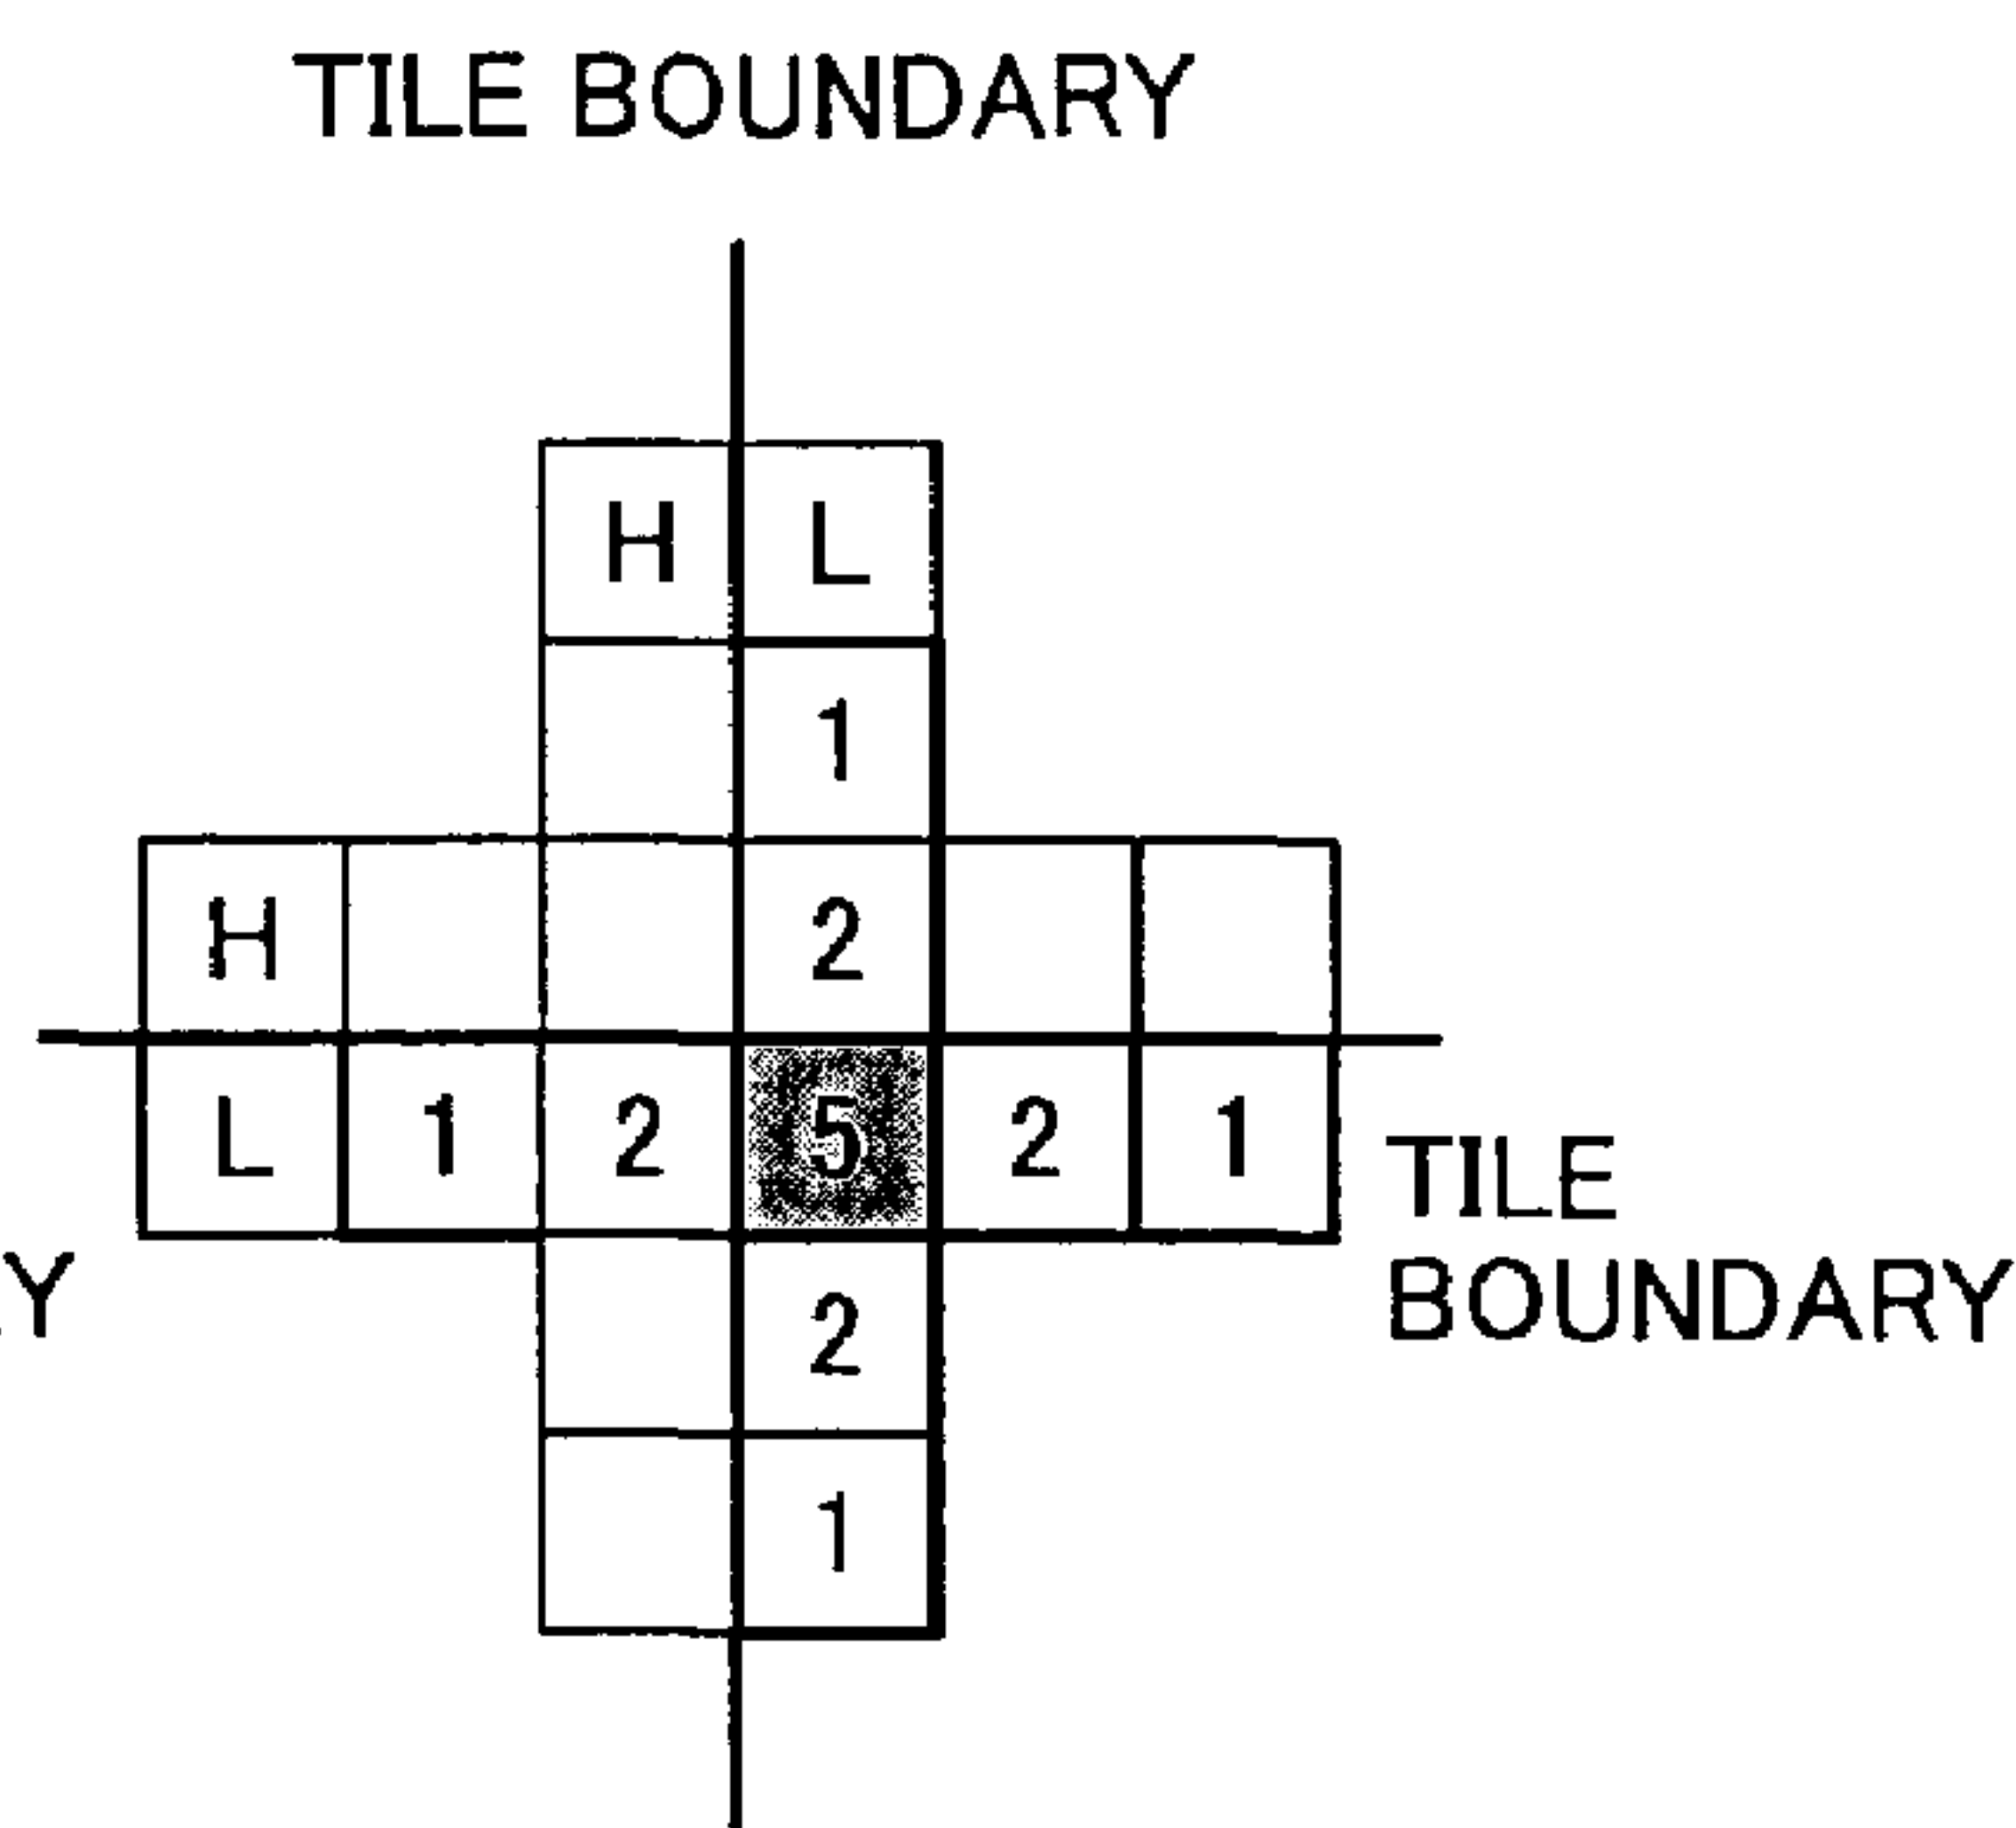 TILE BOUNDARY
H L
1
H 2
L 1 2 5 2 1
TILE
BOUNDARY
Y
2
1